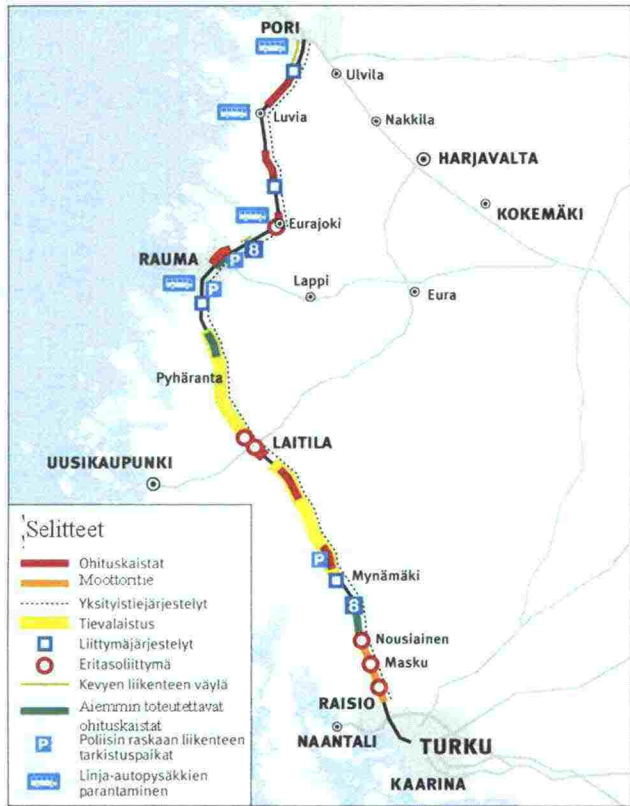 PORI
Ulvila
Luvia
Nakkila
HARJAVALTA
KOKEMÄKI
Eurajoki
8
RAUMA
P
Lappi
Eura
P
Pyhäranta
LAITILA
UUSIKAUPUNKI
P
Mynämäki
8
Nousiainen
Masku
RAISIO
NAANTALI
TURKU
KAARINA
Selitteet
Ohituskaistat
Moottoritie
Yksityistiejärjestelyt
Tievalaistus
Liittymäjärjestelyt
Eritasoliittymä
Kevyen liikenteen väylä
Aiemmin toteutettavat
ohituskaistat
P
Poliisin raskaan liikenteen
tarkistuspaikat
Linja-autopysäkkien
parantaminen